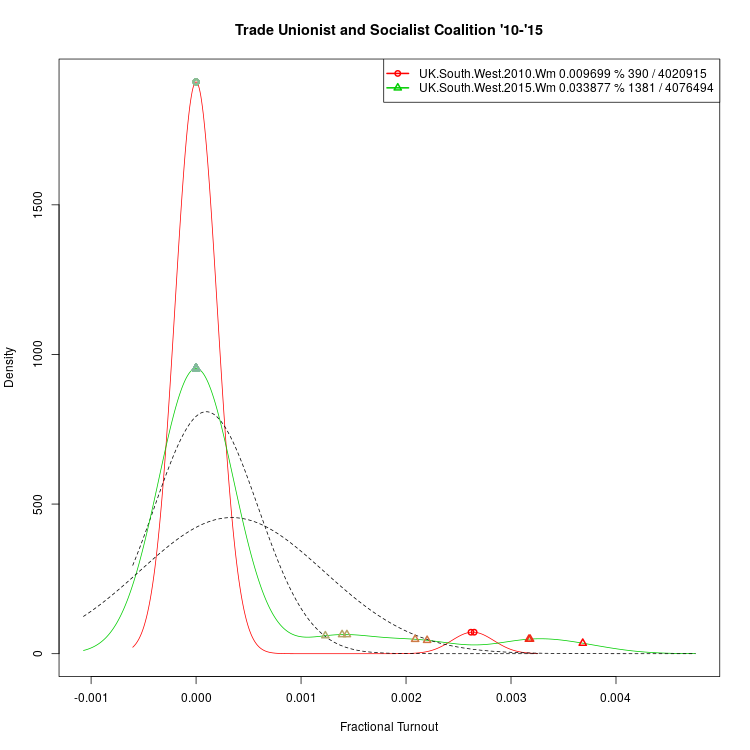 Trade Unionist and Socialist Coalition '10-'15
UK.South.West.2010.Wm 0.009699 % 390 / 4020915
UK.South.West.2015.Wm 0.033877 % 1381 / 4076494
Density
1500
1000
500
0
-0.001 0.000 0.001 0.002 0.003 0.004
Fractional Turnout